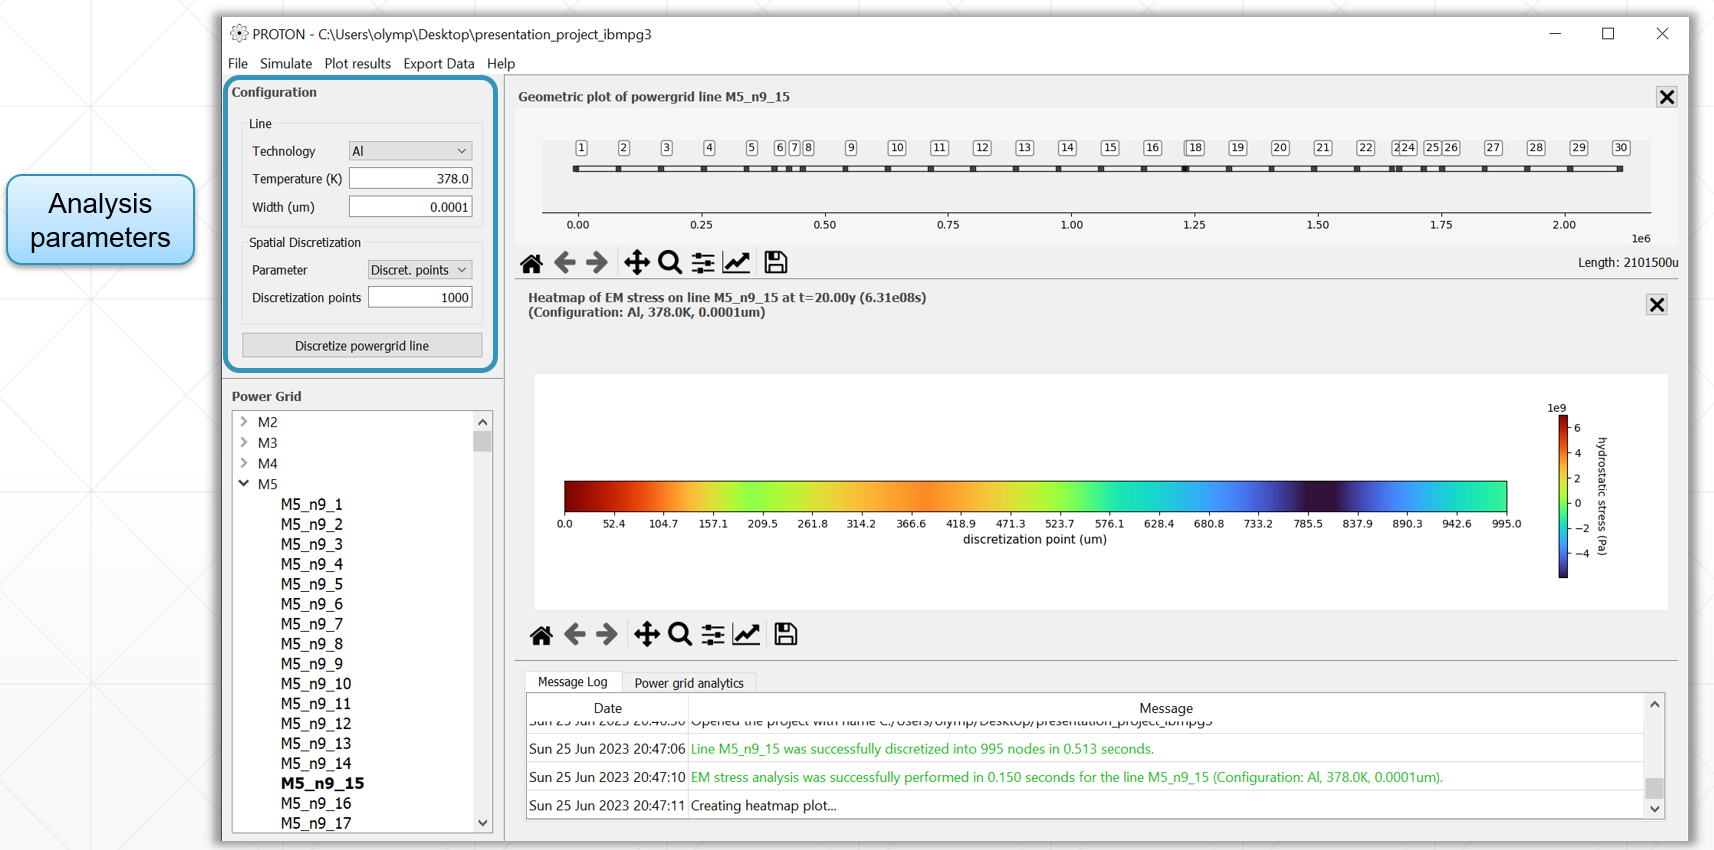 Analysis
parameters
PROTON - C:\Users\olymp\Desktop\presentation_project_ibmpg3
File Simulate Plot results Export Data Help
Configuration
Line
Technology Al
Temperature (K) 378.0
Width (um) 0.0001
Spatial Discretization
Parameter Discret. points
Discretization points 1000
Discretize powergrid line
Power Grid
M2
M3
M4
M5
M5_n9_1
M5_n9_2
M5_n9_3
M5_n9_4
M5_n9_5
M5_n9_6
M5_n9_7
M5_n9_8
M5_n9_9
M5_n9_10
M5_n9_11
M5_n9_12
M5_n9_13
M5_n9_14
M5_n9_15
M5_n9_16
M5_n9_17
Geometric plot of powergrid line M5_n9_15
1 2 3 4 5 6 7 8 9 10 11 12 13 14 15 16 18 19 20 21 22 24 25 26 27 28 29 30
0.00 0.25 0.50 0.75 1.00 1.25 1.50 1.75 2.00
1e6
Length: 2101500u
Heatmap of EM stress on line M5_n9_15 at t=20.00y (6.31e08s)
(Configuration: Al, 378.0K, 0.0001um)
1e9
6
4
2
0
−2
−4
hydrostatic stress (Pa)
0.0 52.4 104.7 157.1 209.5 261.8 314.2 366.6 418.9 471.3 523.7 576.1 628.4 680.8 733.2 785.5 837.9 890.3 942.6 995.0
discretization point (um)
Message Log Power grid analytics
Date Message
Sun 25 Jun 2023 20:46:50 Opened the project with name C:/Users/olymp/Desktop/presentation_project_ibmpg3
Sun 25 Jun 2023 20:47:06 Line M5_n9_15 was successfully discretized into 995 nodes in 0.513 seconds.
Sun 25 Jun 2023 20:47:10 EM stress analysis was successfully performed in 0.150 seconds for the line M5_n9_15 (Configuration: Al, 378.0K, 0.0001um).
Sun 25 Jun 2023 20:47:11 Creating heatmap plot...